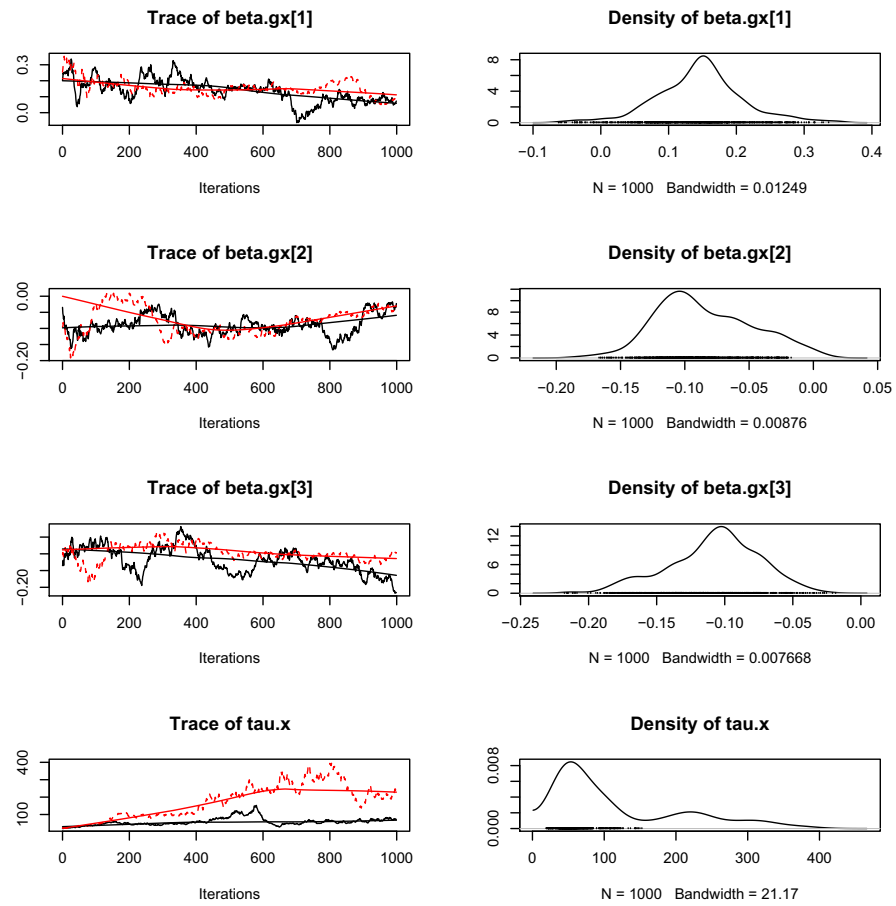 Trace of beta.gx[1]
0.3
0.0
0 200 400 600 800 1000
Iterations
Density of beta.gx[1]
8
4
0
−0.1 0.0 0.1 0.2 0.3 0.4
N = 1000 Bandwidth = 0.01249
Trace of beta.gx[2]
0.00
−0.20
0 200 400 600 800 1000
Iterations
Density of beta.gx[2]
8
4
0
−0.20 −0.15 −0.10 −0.05 0.00 0.05
N = 1000 Bandwidth = 0.00876
Trace of beta.gx[3]
−0.20
0 200 400 600 800 1000
Iterations
Density of beta.gx[3]
12
6
0
−0.25 −0.20 −0.15 −0.10 −0.05 0.00
N = 1000 Bandwidth = 0.007668
Trace of tau.x
400
100
0 200 400 600 800 1000
Iterations
Density of tau.x
0.008
0.000
0 100 200 300 400
N = 1000 Bandwidth = 21.17